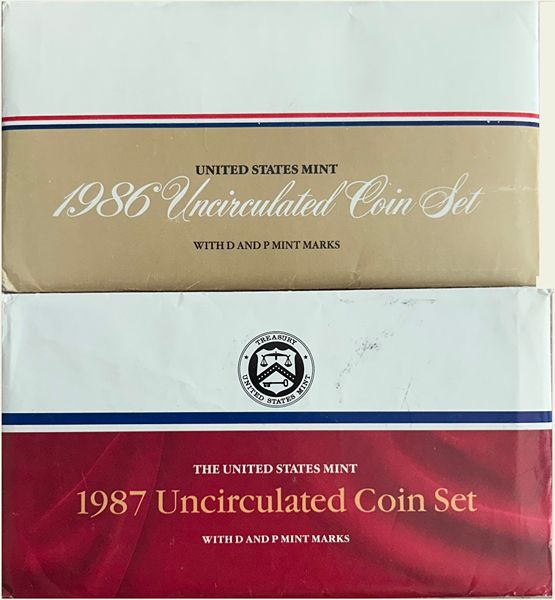 UNITED STATES MINT
1986 Uncirculated Coin Set
WITH D AND P MINT MARKS
TREASURY
UNITED STATES MINT
THE UNITED STATES MINT
1987 Uncirculated Coin Set
WITH D AND P MINT MARKS